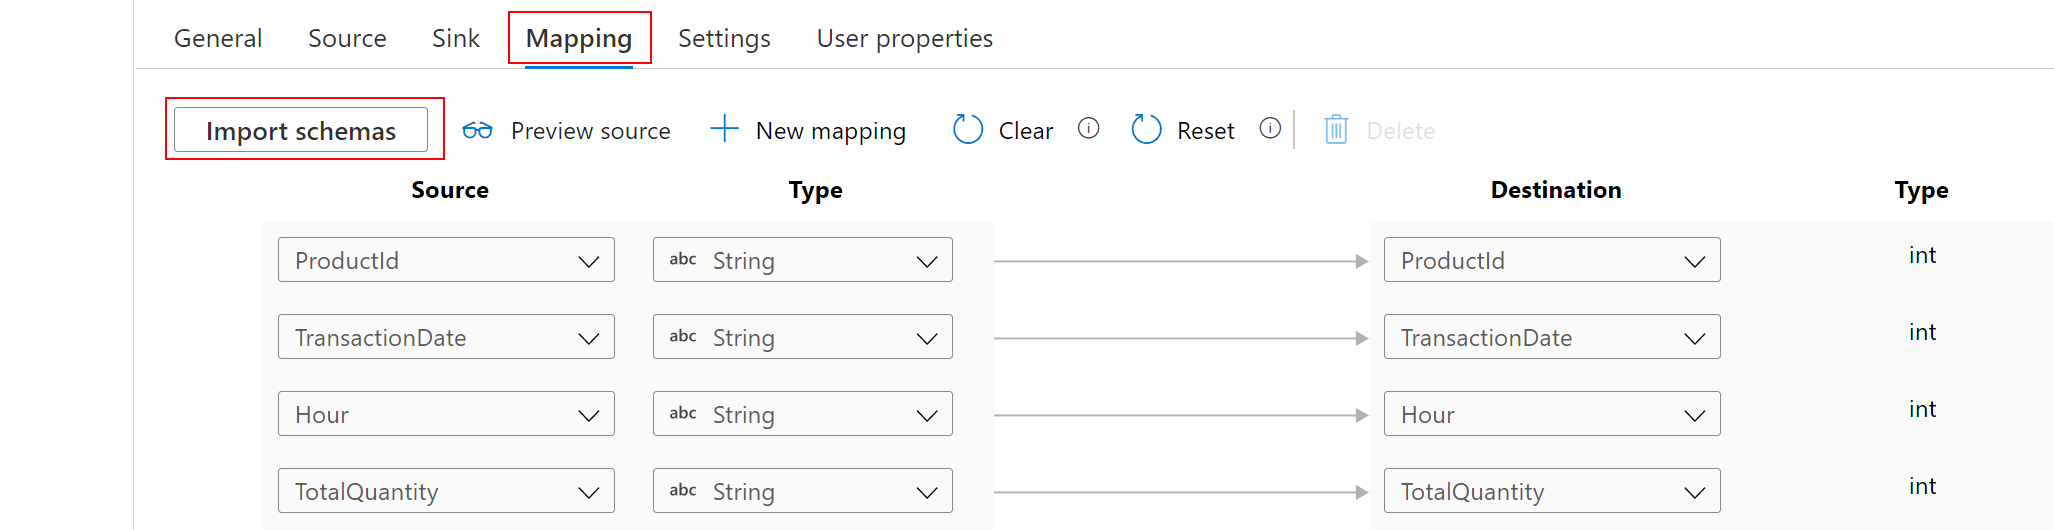 General Source Sink Mapping Settings User properties
Import schemas Preview source New mapping Clear Reset Delete
Source Type Destination Type
ProductId abc String ProductId int
TransactionDate abc String TransactionDate int
Hour abc String Hour int
TotalQuantity abc String TotalQuantity int